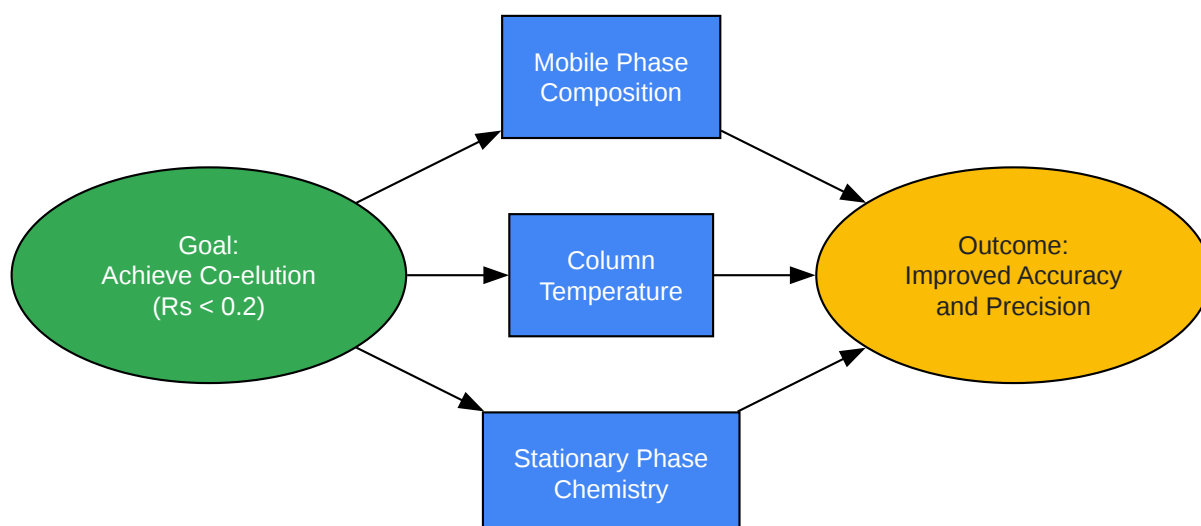 Mobile Phase
Composition
Goal:
Achieve Co-elution
(Rs < 0.2)
Column
Temperature
Outcome:
Improved Accuracy
and Precision
Stationary Phase
Chemistry